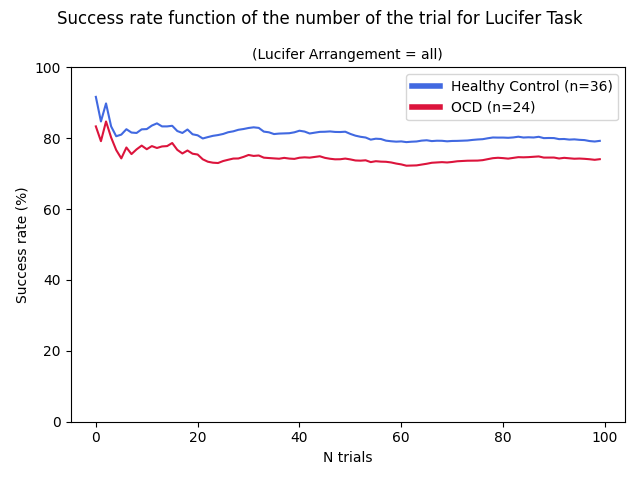 Success rate function of the number of the trial for Lucifer Task
(Lucifer Arrangement = all)
100
80
60
40
20
0
Success rate (%)
Healthy Control (n=36)
OCD (n=24)
0 20 40 60 80 100
N trials